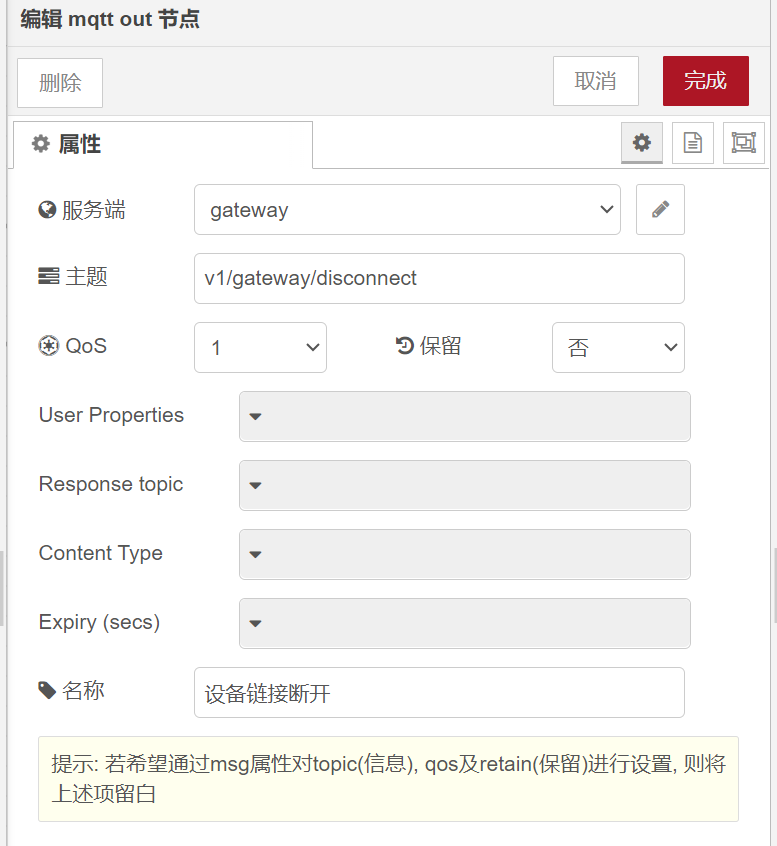 编辑 mqtt out 节点
删除 取消 完成
属性
服务端 gateway
主题 v1/gateway/disconnect
QoS 1 保留 否
User Properties
Response topic
Content Type
Expiry (secs)
名称 设备链接断开
提示: 若希望通过msg属性对topic(信息), qos及retain(保留)进行设置, 则将
上述项留白